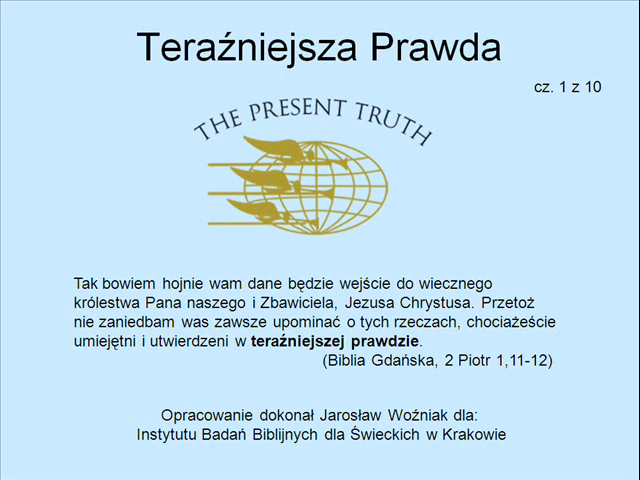 Teraźniejsza Prawda
cz. 1 z 10
THE PRESENT TRUTH
Tak bowiem hojnie wam dane będzie wejście do wiecznego
królestwa Pana naszego i Zbawiciela, Jezusa Chrystusa. Przetoż
nie zaniedbam was zawsze upominać o tych rzeczach, chociażeście
umiejętni i utwierdzeni w teraźniejszej prawdzie.
(Biblia Gdańska, 2 Piotr 1,11-12)
Opracowanie dokonał Jarosław Woźniak dla:
Instytutu Badań Biblijnych dla Świeckich w Krakowie